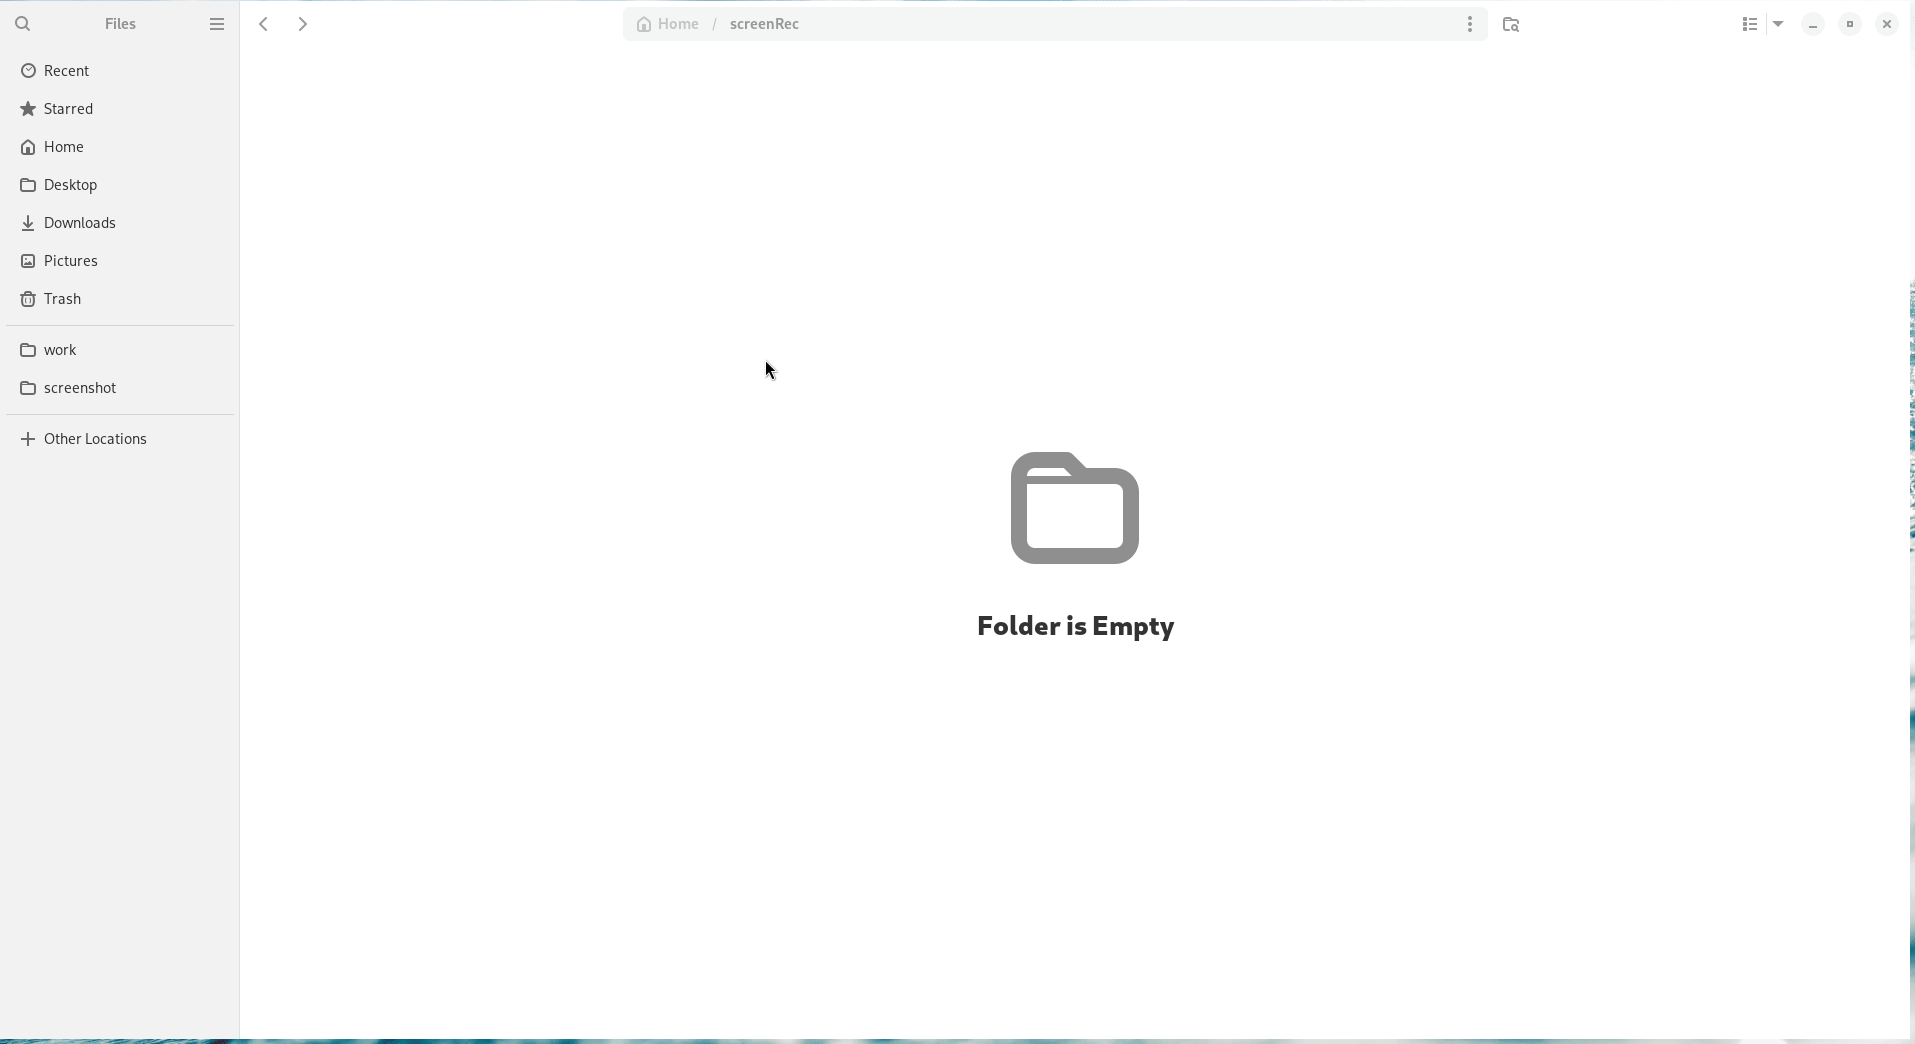 Files
Home / screenRec
Recent
Starred
Home
Desktop
Downloads
Pictures
Trash
work
screenshot
Other Locations
Folder is Empty